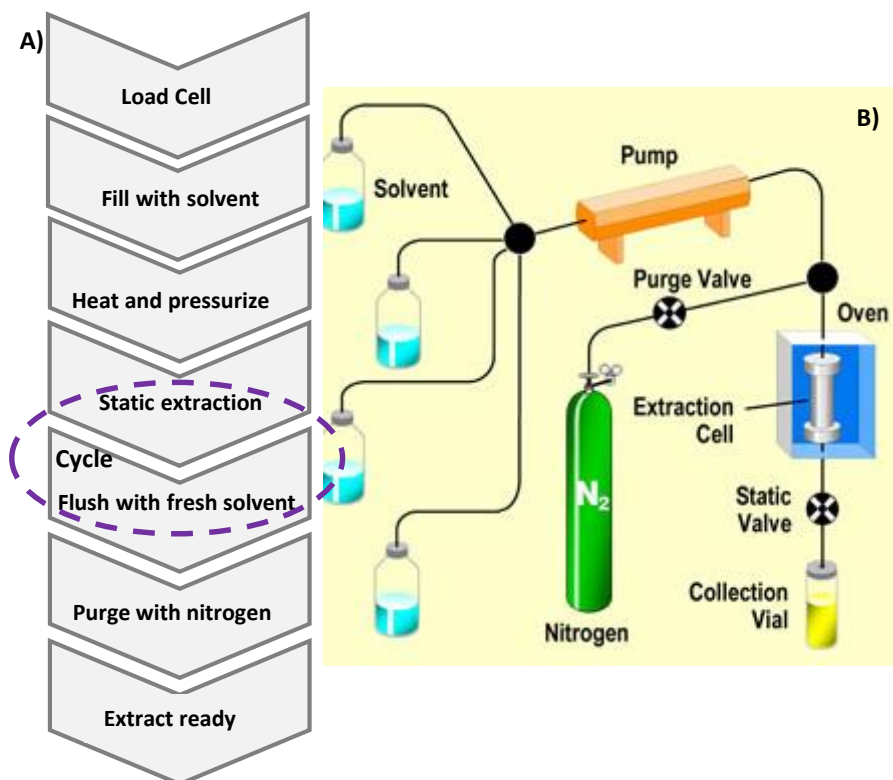 A)
Load Cell
Fill with solvent
Heat and pressurize
Static extraction
Cycle
Flush with fresh solvent
Purge with nitrogen
Extract ready
B)
Pump
Solvent
Purge Valve
Oven
Extraction
Cell
N2
Static
Valve
Collection
Vial
Nitrogen